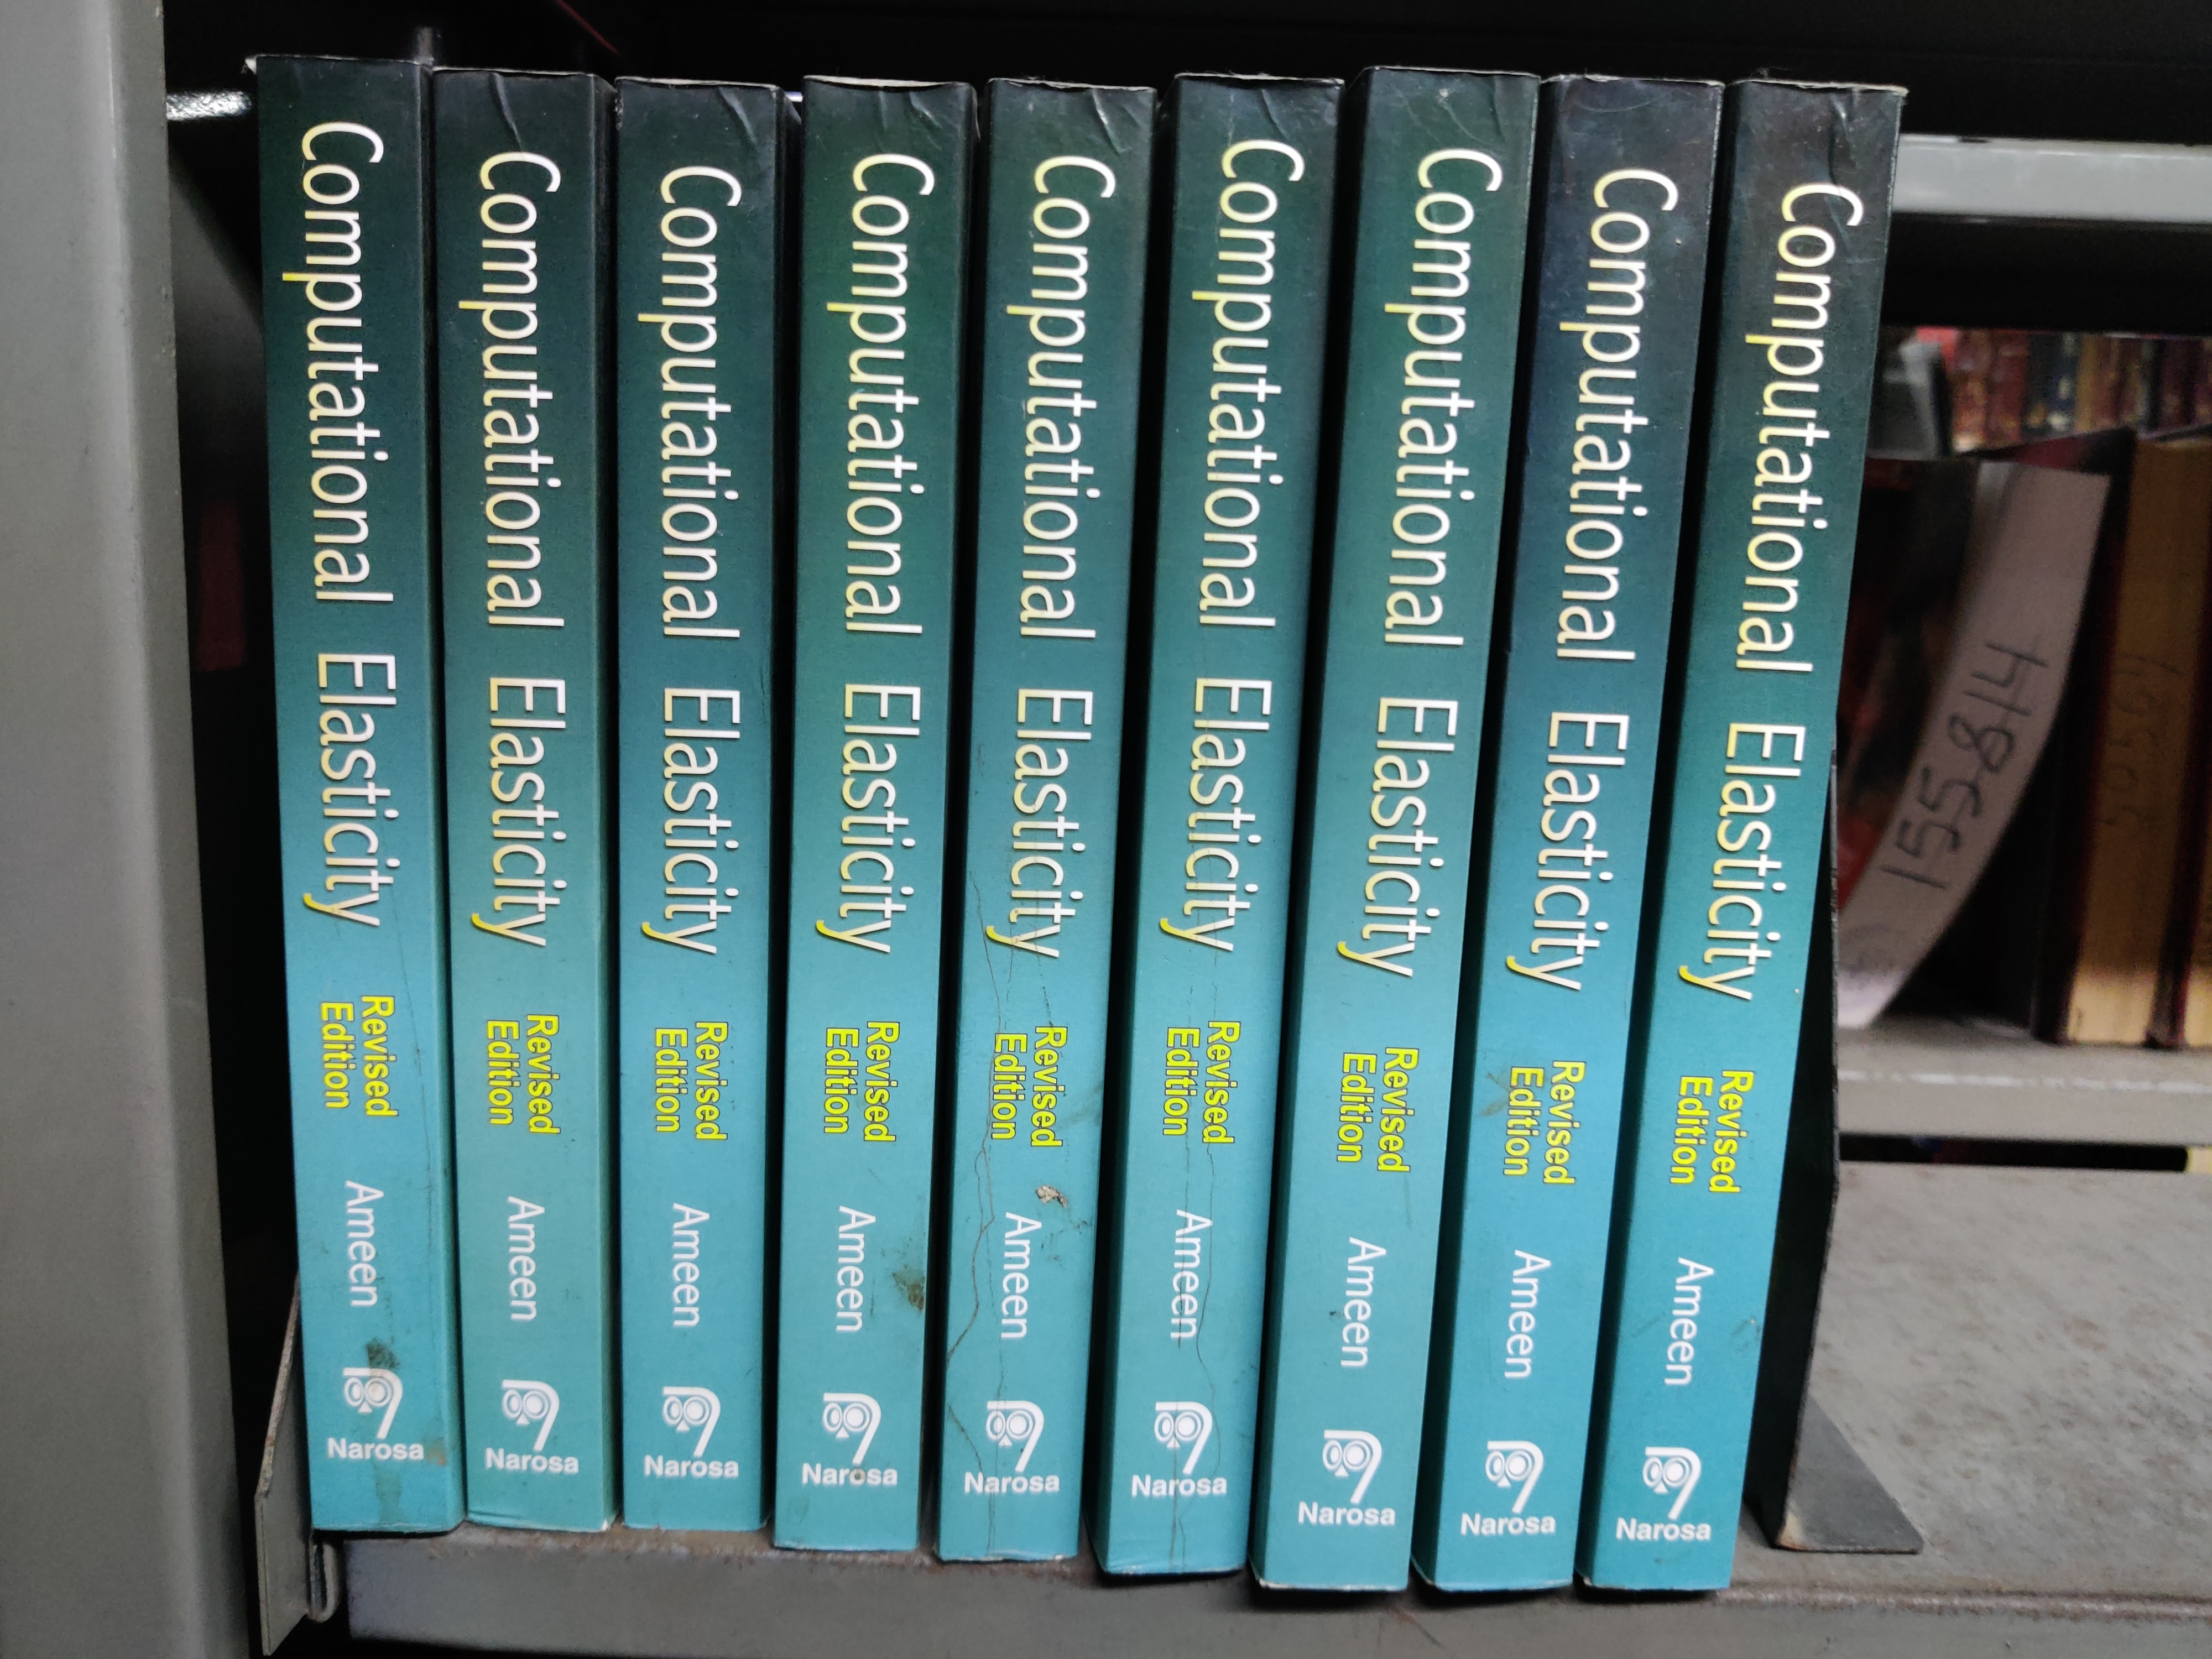 Computational Elasticity
Revised
Edition
Ameen
Narosa
Computational Elasticity
Revised
Edition
Ameen
Narosa
Computational Elasticity
Revised
Edition
Ameen
Narosa
Computational Elasticity
Revised
Edition
Ameen
Narosa
Computational Elasticity
Revised
Edition
Ameen
Narosa
Computational Elasticity
Revised
Edition
Ameen
Narosa
Computational Elasticity
Revised
Edition
Ameen
Narosa
Computational Elasticity
Revised
Edition
Ameen
Narosa
Computational Elasticity
Revised
Edition
Ameen
Narosa
155814